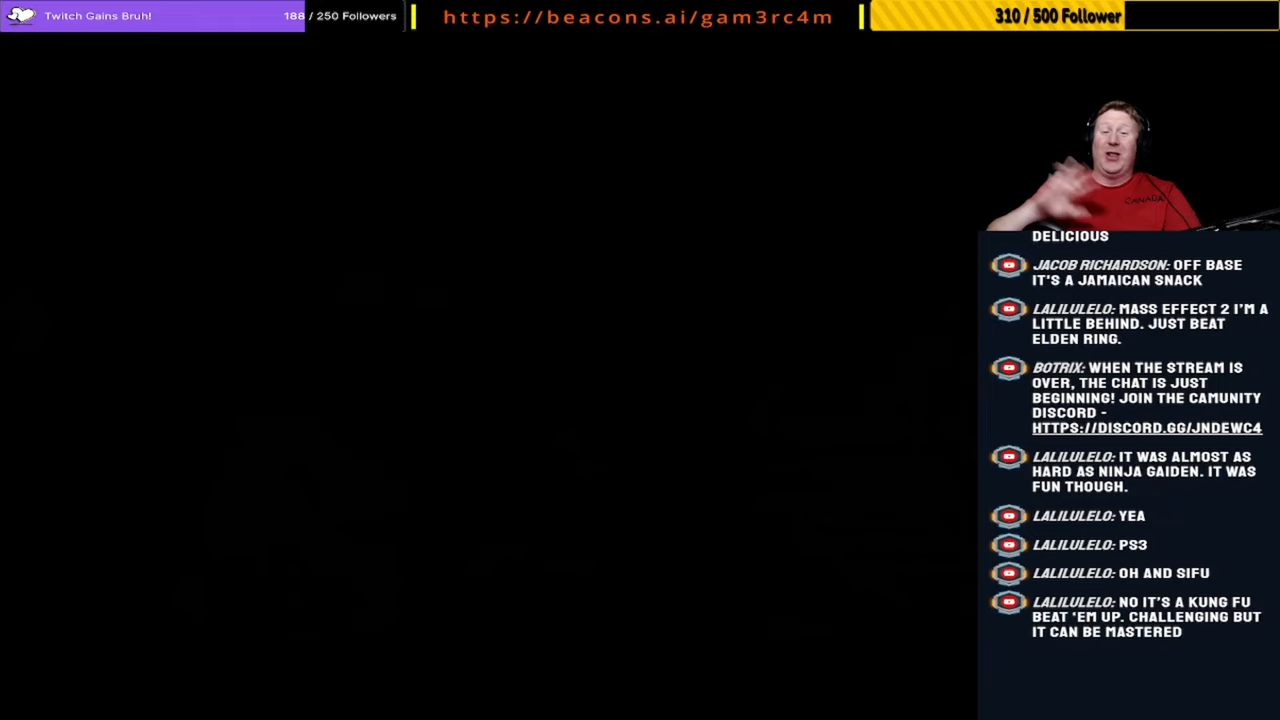 Twitch Gains Bruh!
188 / 250 Followers
https://beacons.ai/gam3rc4m
310 / 500 Follower
CANADA
DELICIOUS
JACOB RICHARDSON: OFF BASE
IT'S A JAMAICAN SNACK
LALILULELO: MASS EFFECT 2 I'M A
LITTLE BEHIND. JUST BEAT
ELDEN RING.
BOTRIX: WHEN THE STREAM IS
OVER, THE CHAT IS JUST
BEGINNING! JOIN THE CAMUNITY
DISCORD -
HTTPS://DISCORD.GG/JNDEWC4
LALILULELO: IT WAS ALMOST AS
HARD AS NINJA GAIDEN. IT WAS
FUN THOUGH.
LALILULELO: YEA
LALILULELO: PS3
LALILULELO: OH AND SIFU
LALILULELO: NO IT'S A KUNG FU
BEAT 'EM UP. CHALLENGING BUT
IT CAN BE MASTERED